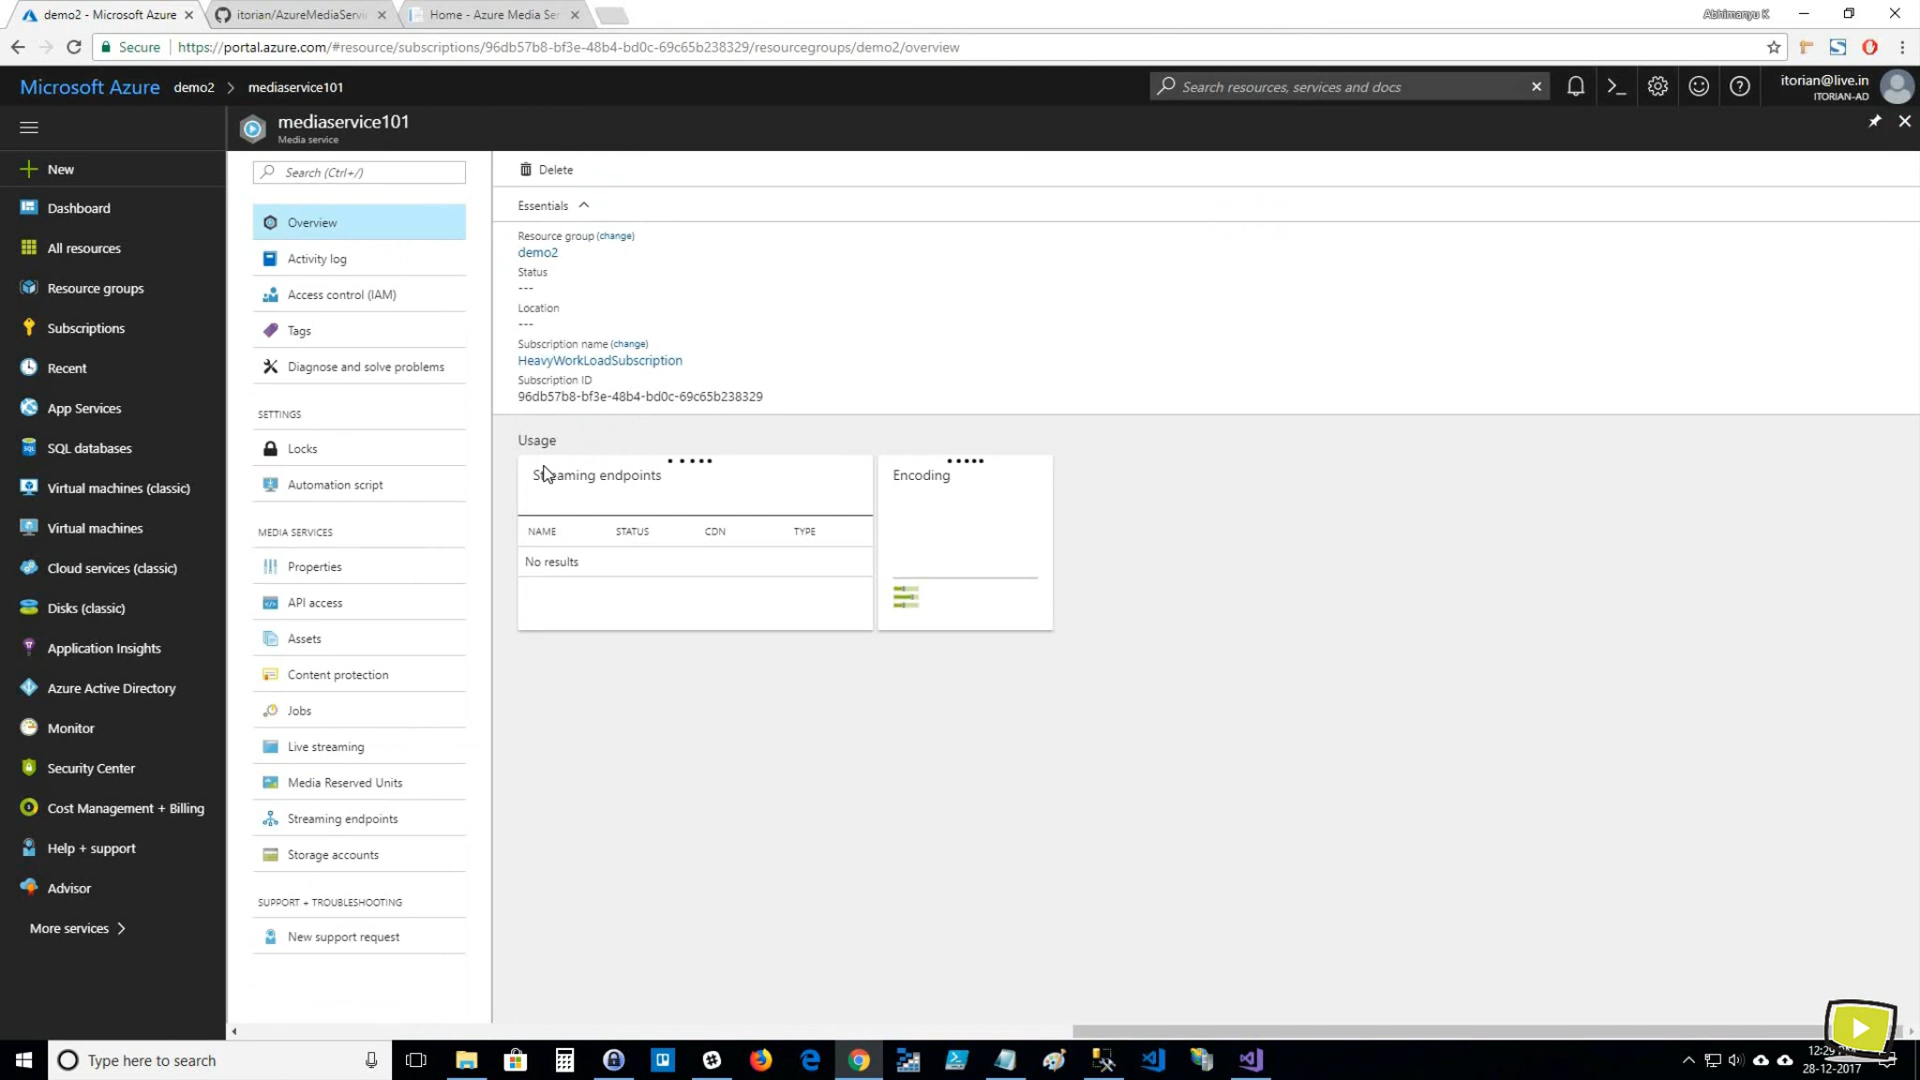 demo2 - Microsoft Azure
itorian/AzureMediaServi
Home - Azure Media Se
Abhimanyu K
Secure
https://portal.azure.com/#resource/subscriptions/96db57b8-bf3e-48b4-bd0c-69c65b238329/resourcegroups/demo2/overview
Microsoft Azure demo2 > mediaservice101
Search resources, services and docs
itorian@live.in
ITORIAN-AD
mediaservice101
Media service
New
Dashboard
All resources
Resource groups
Subscriptions
Recent
App Services
SQL databases
Virtual machines (classic)
Virtual machines
Cloud services (classic)
Disks (classic)
Application Insights
Azure Active Directory
Monitor
Security Center
Cost Management + Billing
Help + support
Advisor
More services >
Search (Ctrl+/)
Overview
Activity log
Access control (IAM)
Tags
Diagnose and solve problems
SETTINGS
Locks
Automation script
MEDIA SERVICES
Properties
API access
Assets
Content protection
Jobs
Live streaming
Media Reserved Units
Streaming endpoints
Storage accounts
SUPPORT + TROUBLESHOOTING
New support request
Delete
Essentials
Resource group (change)
demo2
Status
---
Location
---
Subscription name (change)
HeavyWorkLoadSubscription
Subscription ID
96db57b8-bf3e-48b4-bd0c-69c65b238329
Usage
Streaming endpoints
NAME STATUS CDN TYPE
No results
Encoding
Type here to search
28-12-2017